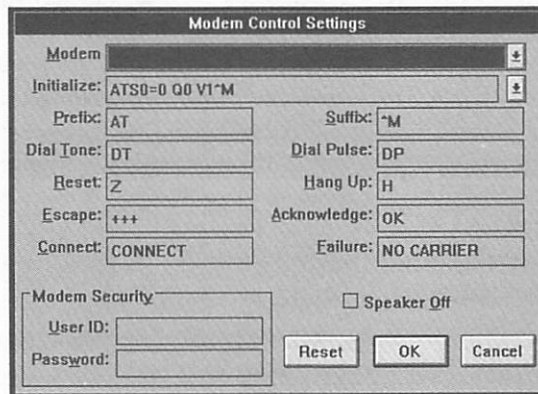 Modem Control Settings
Modem
Initialize: ATS0=0 Q0 V1^M
Prefix: AT Suffix: ^M
Dial Tone: DT Dial Pulse: DP
Reset: Z Hang Up: H
Escape: +++ Acknowledge: OK
Connect: CONNECT Failure: NO CARRIER
Modem Security
User ID:
Password:
Speaker Off
Reset OK Cancel